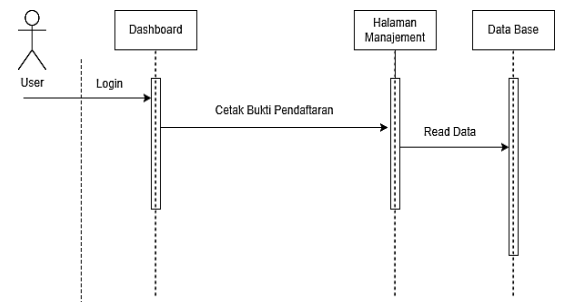 Dashboard
Halaman
Manajement
Data Base
User
Login
Cetak Bukti Pendaftaran
Read Data